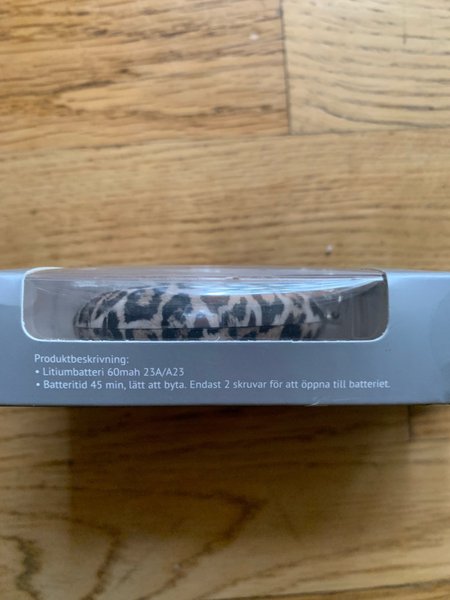 Produktbeskrivning:
• Litiumbatteri 60mah 23A/A23
• Batteritid 45 min, lätt att byta. Endast 2 skruvar för att öppna till batteriet.